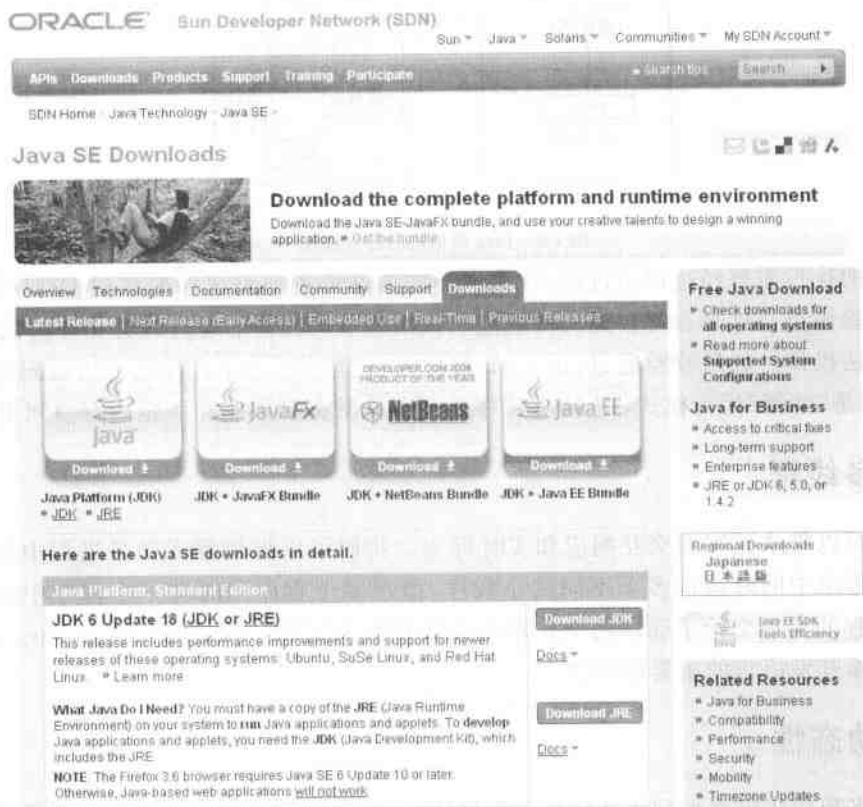 ORACLE Sun Developer Network (SDN)
Sun Java Solaris Communities My SDN Account
APIs Downloads Products Support Training Participate
» Search tips Search
SDN Home Java Technology Java SE
Java SE Downloads
Download the complete platform and runtime environment
Download the Java SE-JavaFX bundle, and use your creative talents to design a winning
application. » Get the bundle
Overview Technologies Documentation Community Support Downloads
Latest Release | Next Release (Early Access) | Embedded Use | Real-Time | Previous Releases
Java
Download
Java Platform (JDK)
» JDK » JRE
JavaFX
Download
JDK + JavaFX Bundle
DEVELOPER.COM 2008
PRODUCT OF THE YEAR
NetBeans
Download
JDK + NetBeans Bundle
Java EE
Download
JDK + Java EE Bundle
Here are the Java SE downloads in detail.
Java Platform, Standard Edition
JDK 6 Update 18 (JDK or JRE)
This release includes performance improvements and support for newer
releases of these operating systems: Ubuntu, SuSe Linux, and Red Hat
Linux. » Learn more
Download JDK
Docs
What Java Do I Need? You must have a copy of the JRE (Java Runtime
Environment) on your system to run Java applications and applets. To develop
Java applications and applets, you need the JDK (Java Development Kit), which
includes the JRE.
Download JRE
Docs
NOTE: The Firefox 3.6 browser requires Java SE 6 Update 10 or later.
Otherwise, Java-based web applications will not work.
Free Java Download
» Check downloads for
all operating systems
» Read more about
Supported System
Configurations
Java for Business
» Access to critical fixes
» Long-term support
» Enterprise features
» JRE or JDK 6, 5.0, or
1.4.2
Regional Downloads
Japanese
日本語版
Java
Java EE SDK
Fuels Efficiency
Related Resources
» Java for Business
» Compatibility
» Performance
» Security
» Mobility
» Timezone Updates